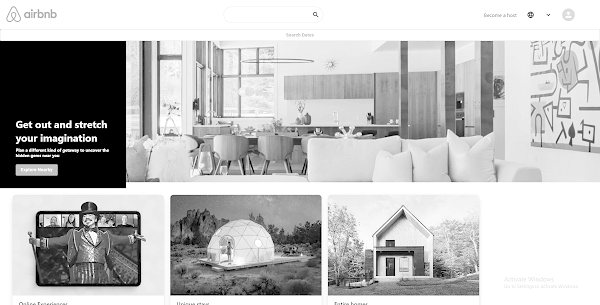 airbnb
Become a host
Search Dates
Get out and stretch
your imagination
Plan a different kind of getaway to uncover the
hidden gems near you
Explore Nearby
Online Experiences
Unique stays
Entire homes
Activate Windows
Go to Settings to activate Windows.